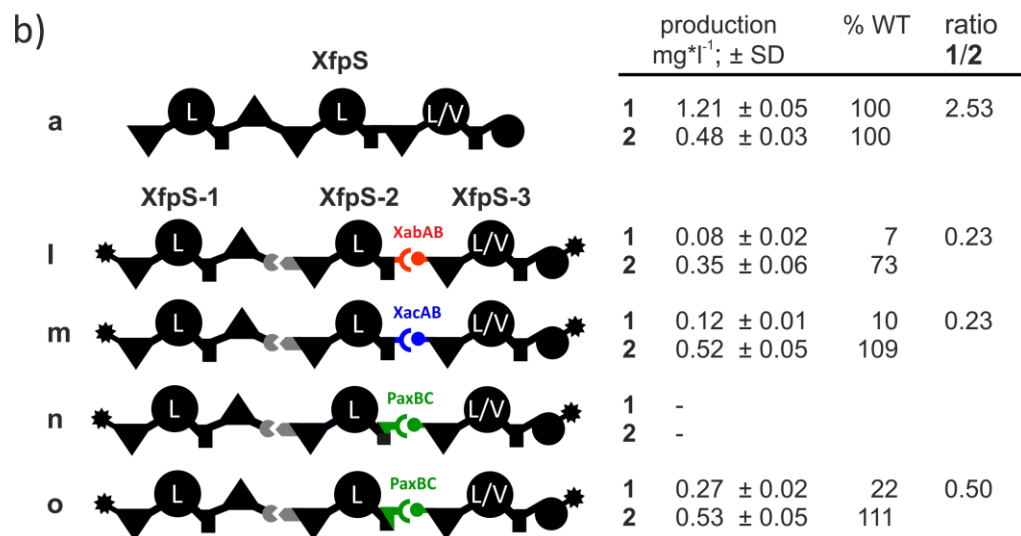 b)
production % WT ratio
mg*l⁻¹; ± SD 1/2
XfpS
a L L L/V 1 1.21 ± 0.05 100 2.53
2 0.48 ± 0.03 100
XfpS-1 XfpS-2 XfpS-3
XabAB
l L L L/V 1 0.08 ± 0.02 7 0.23
2 0.35 ± 0.06 73
XacAB
m L L L/V 1 0.12 ± 0.01 10 0.23
2 0.52 ± 0.05 109
PaxBC
n L L L/V 1 -
2 -
PaxBC
o L L L/V 1 0.27 ± 0.02 22 0.50
2 0.53 ± 0.05 111